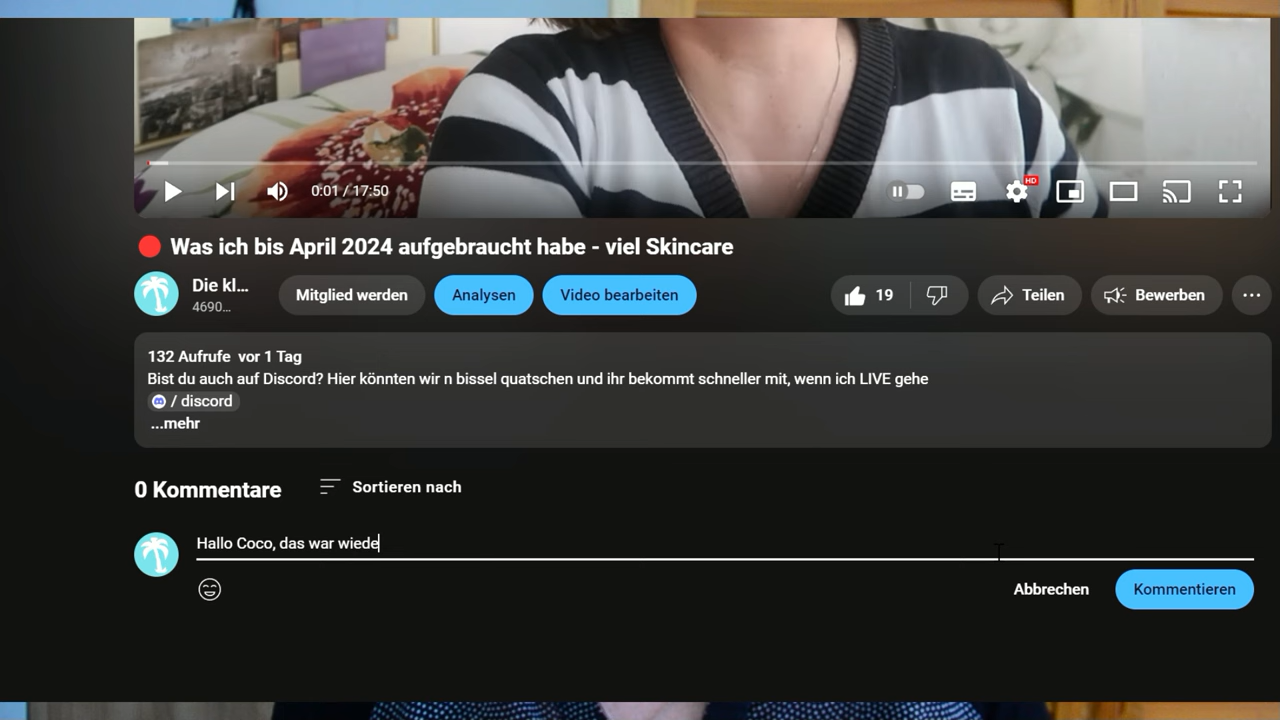 0:01 / 17:50
HD
Was ich bis April 2024 aufgebraucht habe - viel Skincare
Die kl...
4690...
Mitglied werden
Analysen
Video bearbeiten
19
Teilen
Bewerben
132 Aufrufe vor 1 Tag
Bist du auch auf Discord? Hier könnten wir n bissel quatschen und ihr bekommt schneller mit, wenn ich LIVE gehe
/ discord
...mehr
0 Kommentare
Sortieren nach
Hallo Coco, das war wiede
Abbrechen
Kommentieren